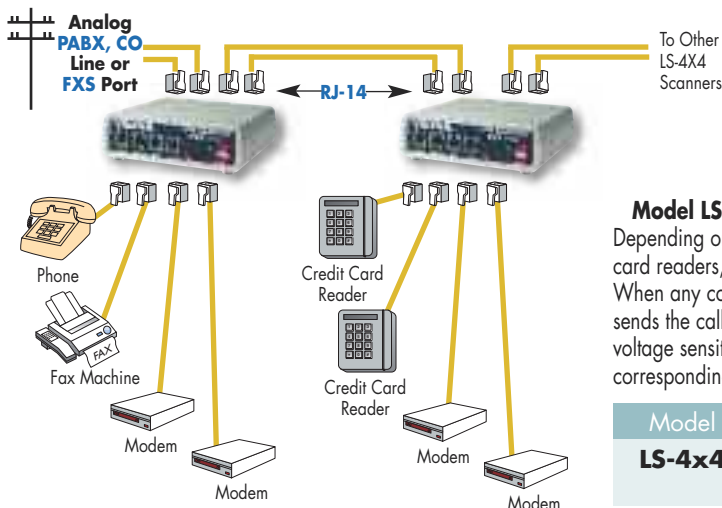 Analog
PABX, CO
Line or
FXS Port
RJ-14
To Other
LS-4X4
Scanners
Phone
FAX
Fax Machine
Modem
Modem
Credit Card
Reader
Credit Card
Reader
Modem
Modem
Model LS
Depending o
card readers,
When any co
sends the call
voltage sensit
correspondin
Model
LS-4x4